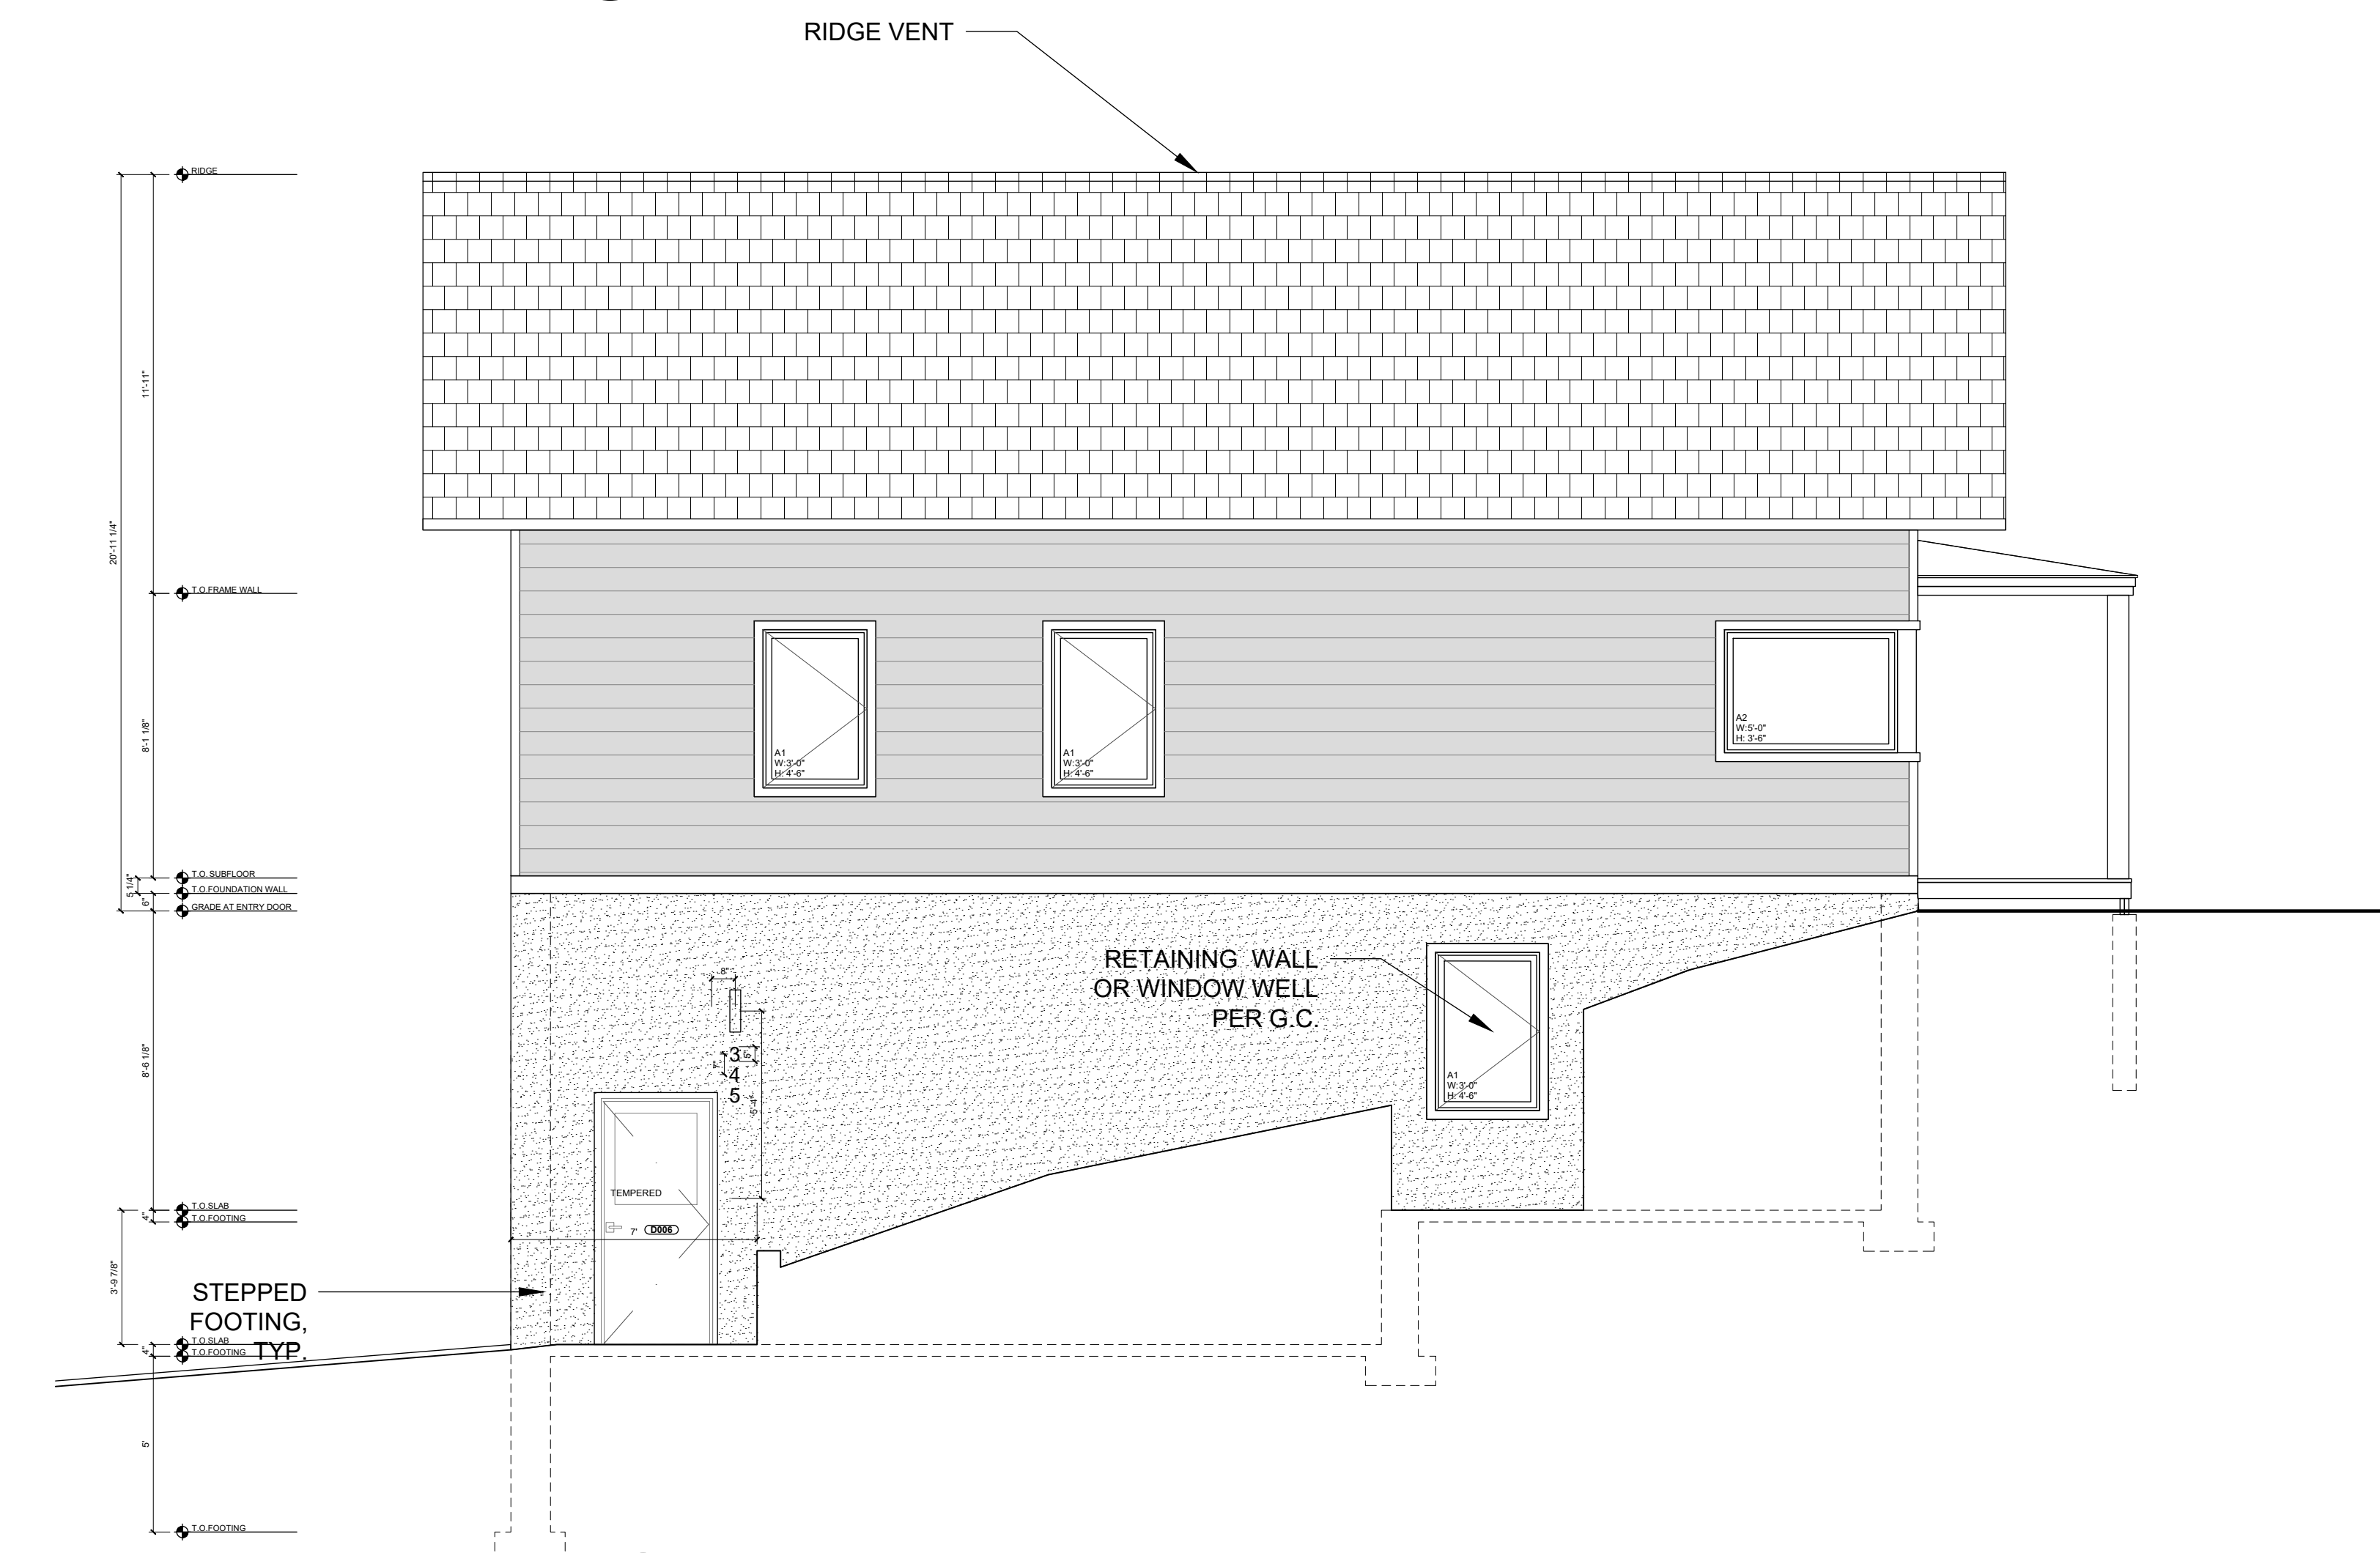 RIDGE VENT
RIDGE
11'-11"
20'-11 1/4"
T.O.FRAME WALL
8'-1 1/8"
A1
W:3'-0"
H: 4'-6"
A1
W:3'-0"
H: 4'-6"
A2
W:5'-0"
H: 3'-6"
T.O. SUBFLOOR
5 1/4"
T.O.FOUNDATION WALL
6"
GRADE AT ENTRY DOOR
8"
RETAINING WALL
OR WINDOW WELL
PER G.C.
8'-6 1/8"
3
4
5
5"
7"
5'-4"
A1
W:3'-0"
H: 4'-6"
TEMPERED
7'
D006
T.O.SLAB
4"
T.O.FOOTING
3'-9 7/8"
STEPPED
FOOTING,
TYP.
T.O.SLAB
4"
T.O.FOOTING
5'
T.O.FOOTING